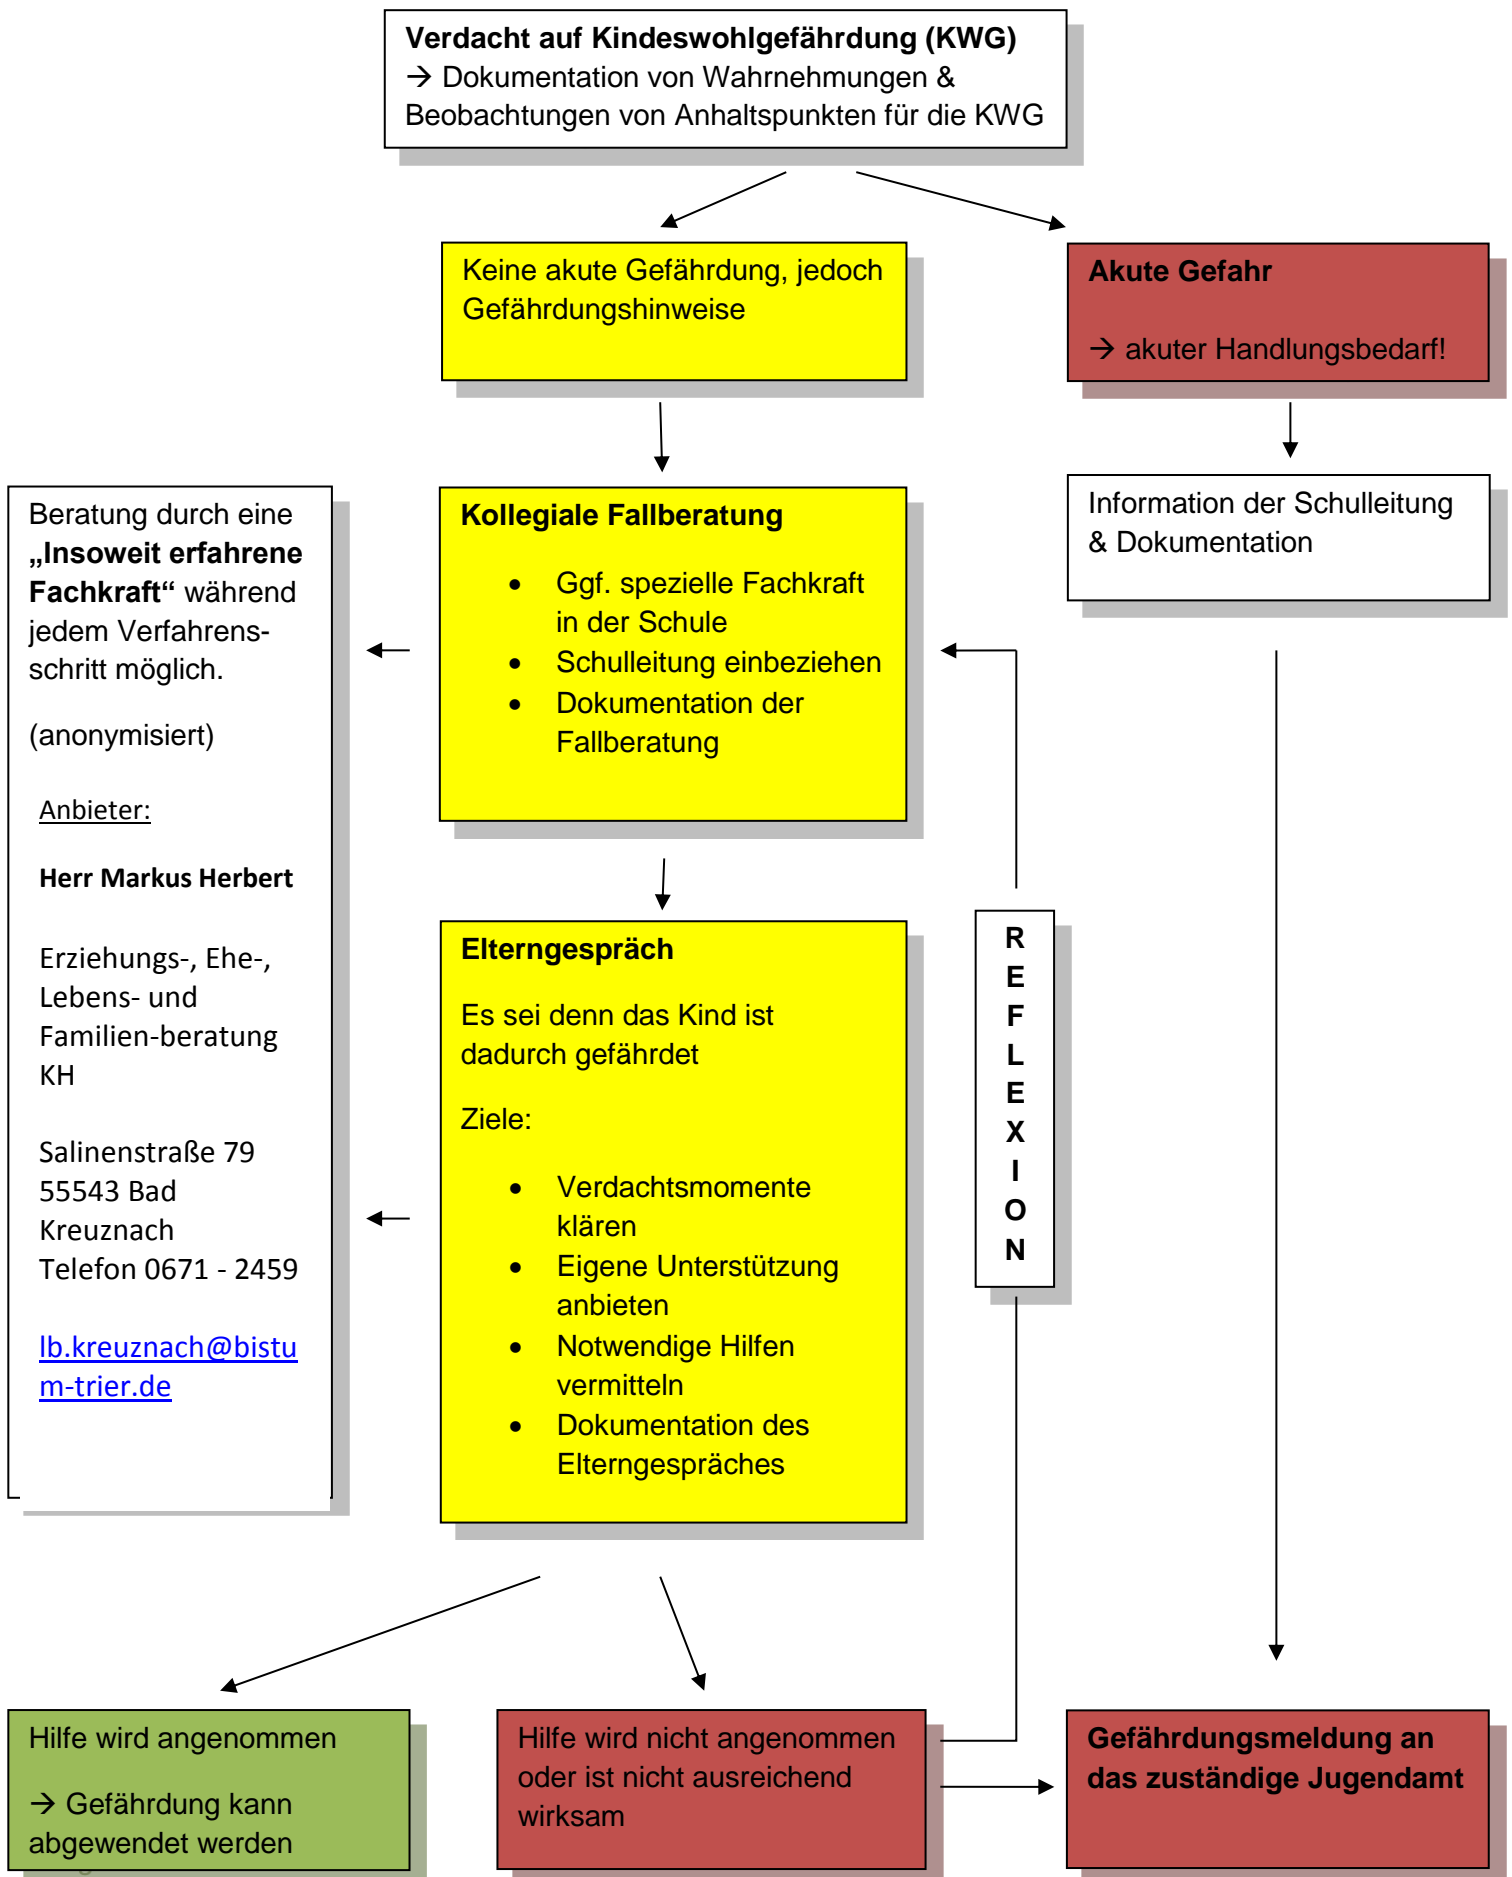 Verdacht auf Kindeswohlgefährdung (KWG)
→ Dokumentation von Wahrnehmungen &
Beobachtungen von Anhaltspunkten für die KWG
Keine akute Gefährdung, jedoch
Gefährdungshinweise
Akute Gefahr
→ akuter Handlungsbedarf!
Information der Schulleitung
& Dokumentation
Beratung durch eine
„Insoweit erfahrene
Fachkraft“ während
jedem Verfahrens-
schritt möglich.
(anonymisiert)
Anbieter:
Herr Markus Herbert
Erziehungs-, Ehe-,
Lebens- und
Familien-beratung
KH
Salinenstraße 79
55543 Bad
Kreuznach
Telefon 0671 - 2459
lb.kreuznach@bistu
m-trier.de
Kollegiale Fallberatung
• Ggf. spezielle Fachkraft
in der Schule
• Schulleitung einbeziehen
• Dokumentation der
Fallberatung
Elterngespräch
Es sei denn das Kind ist
dadurch gefährdet
Ziele:
• Verdachtsmomente
klären
• Eigene Unterstützung
anbieten
• Notwendige Hilfen
vermitteln
• Dokumentation des
Elterngespräches
R
E
F
L
E
X
I
O
N
Hilfe wird angenommen
→ Gefährdung kann
abgewendet werden
Hilfe wird nicht angenommen
oder ist nicht ausreichend
wirksam
Gefährdungsmeldung an
das zuständige Jugendamt